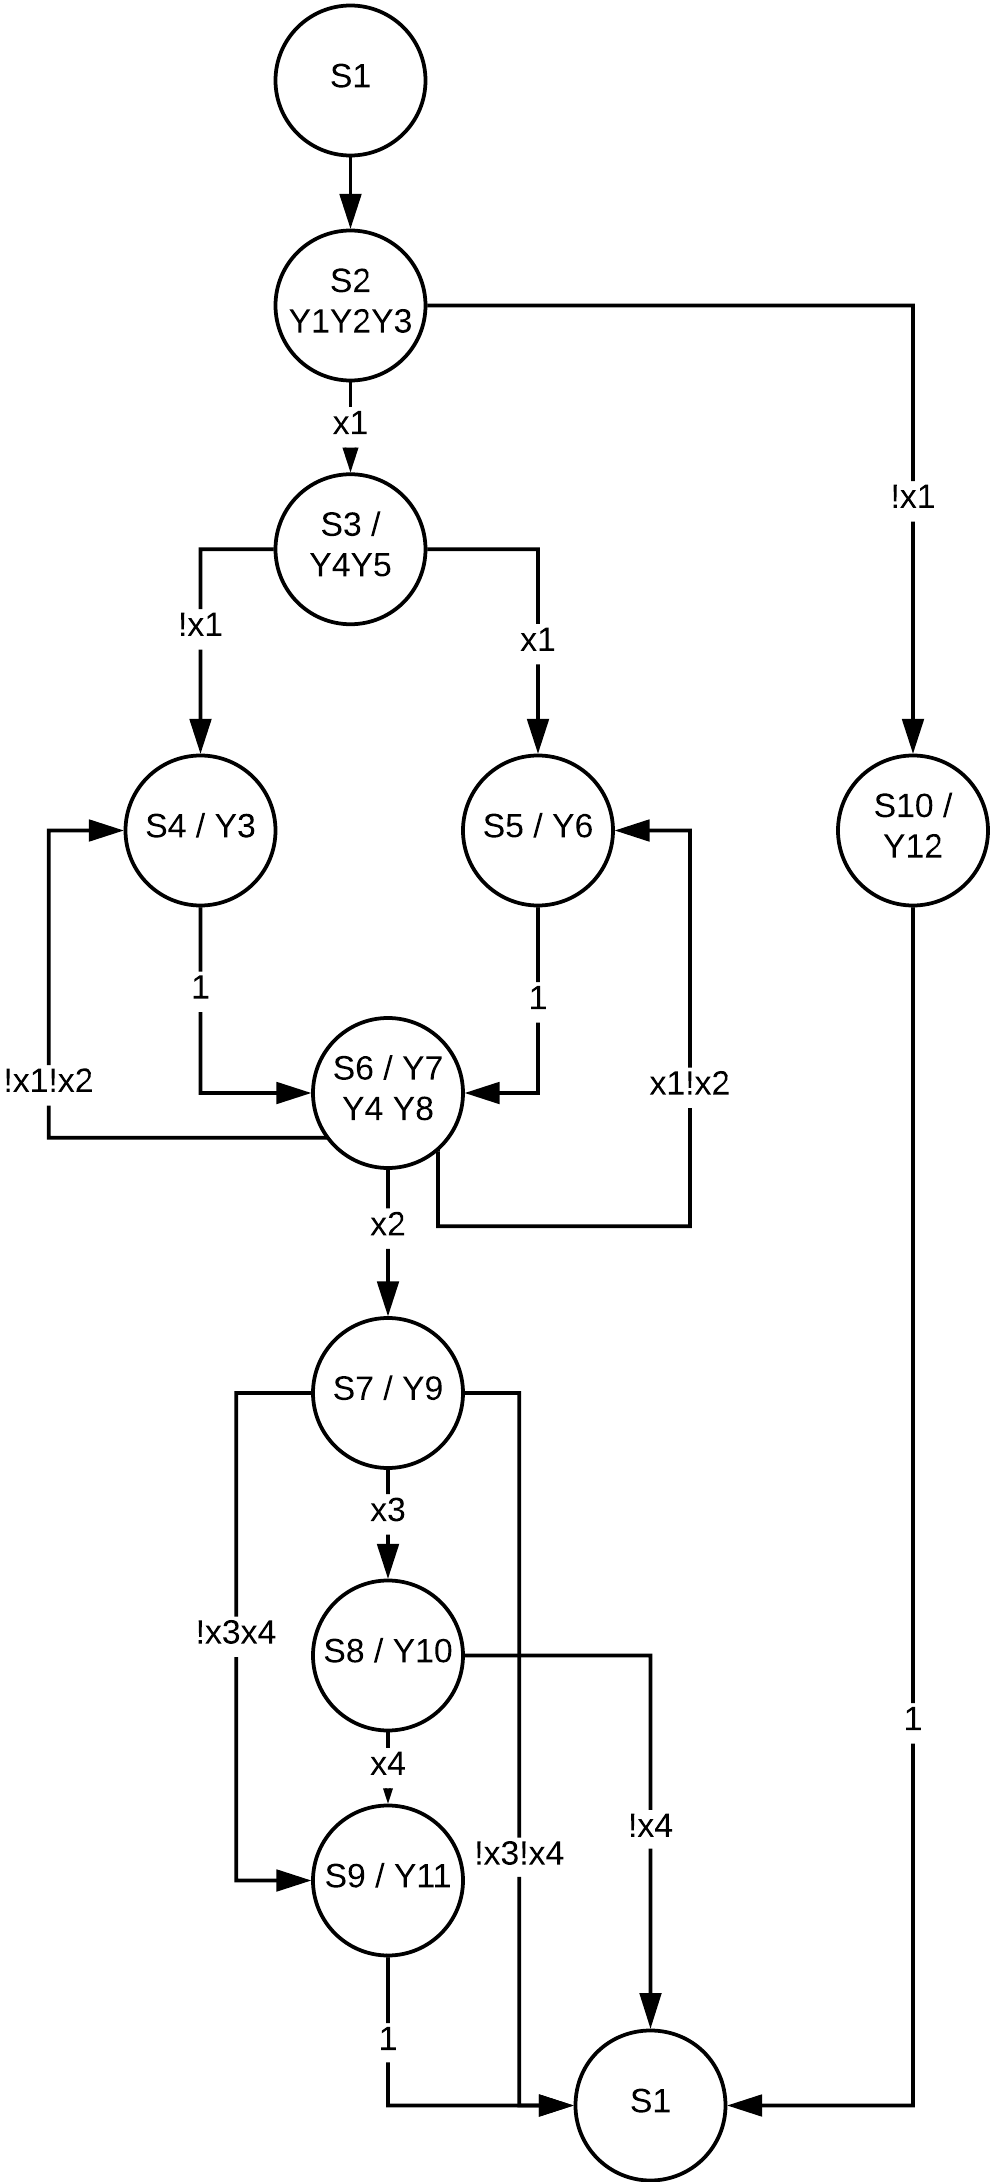 S1
S2
Y1Y2Y3
x1
!x1
S3 /
Y4Y5
!x1
x1
S4 / Y3
S5 / Y6
S10 /
Y12
1
1
S6 / Y7
Y4 Y8
!x1!x2
x1!x2
x2
S7 / Y9
x3
!x3x4
S8 / Y10
1
x4
!x4
!x3!x4
S9 / Y11
1
S1